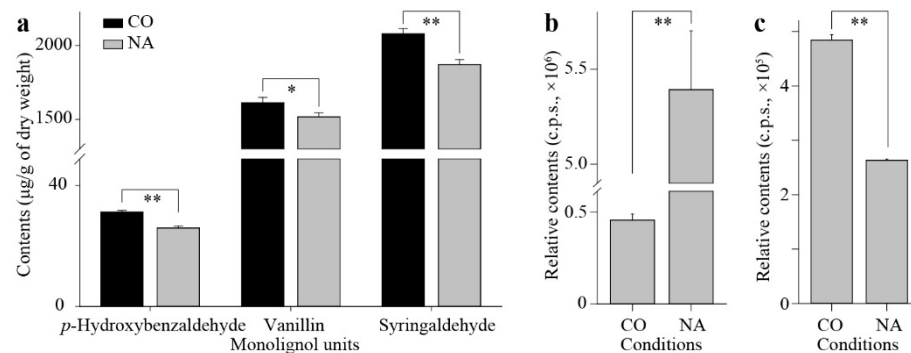 a
CO
NA
Contents (μg/g of dry weight)
2000
1500
40
0
**
*
**
p-Hydroxybenzaldehyde
Vanillin
Syringaldehyde
Monolignol units
b
Relative contents (c.p.s., ×10⁶)
5.5
5.0
0.5
0
**
CO
NA
Conditions
c
Relative contents (c.p.s., ×10⁵)
4
2
0
**
CO
NA
Conditions